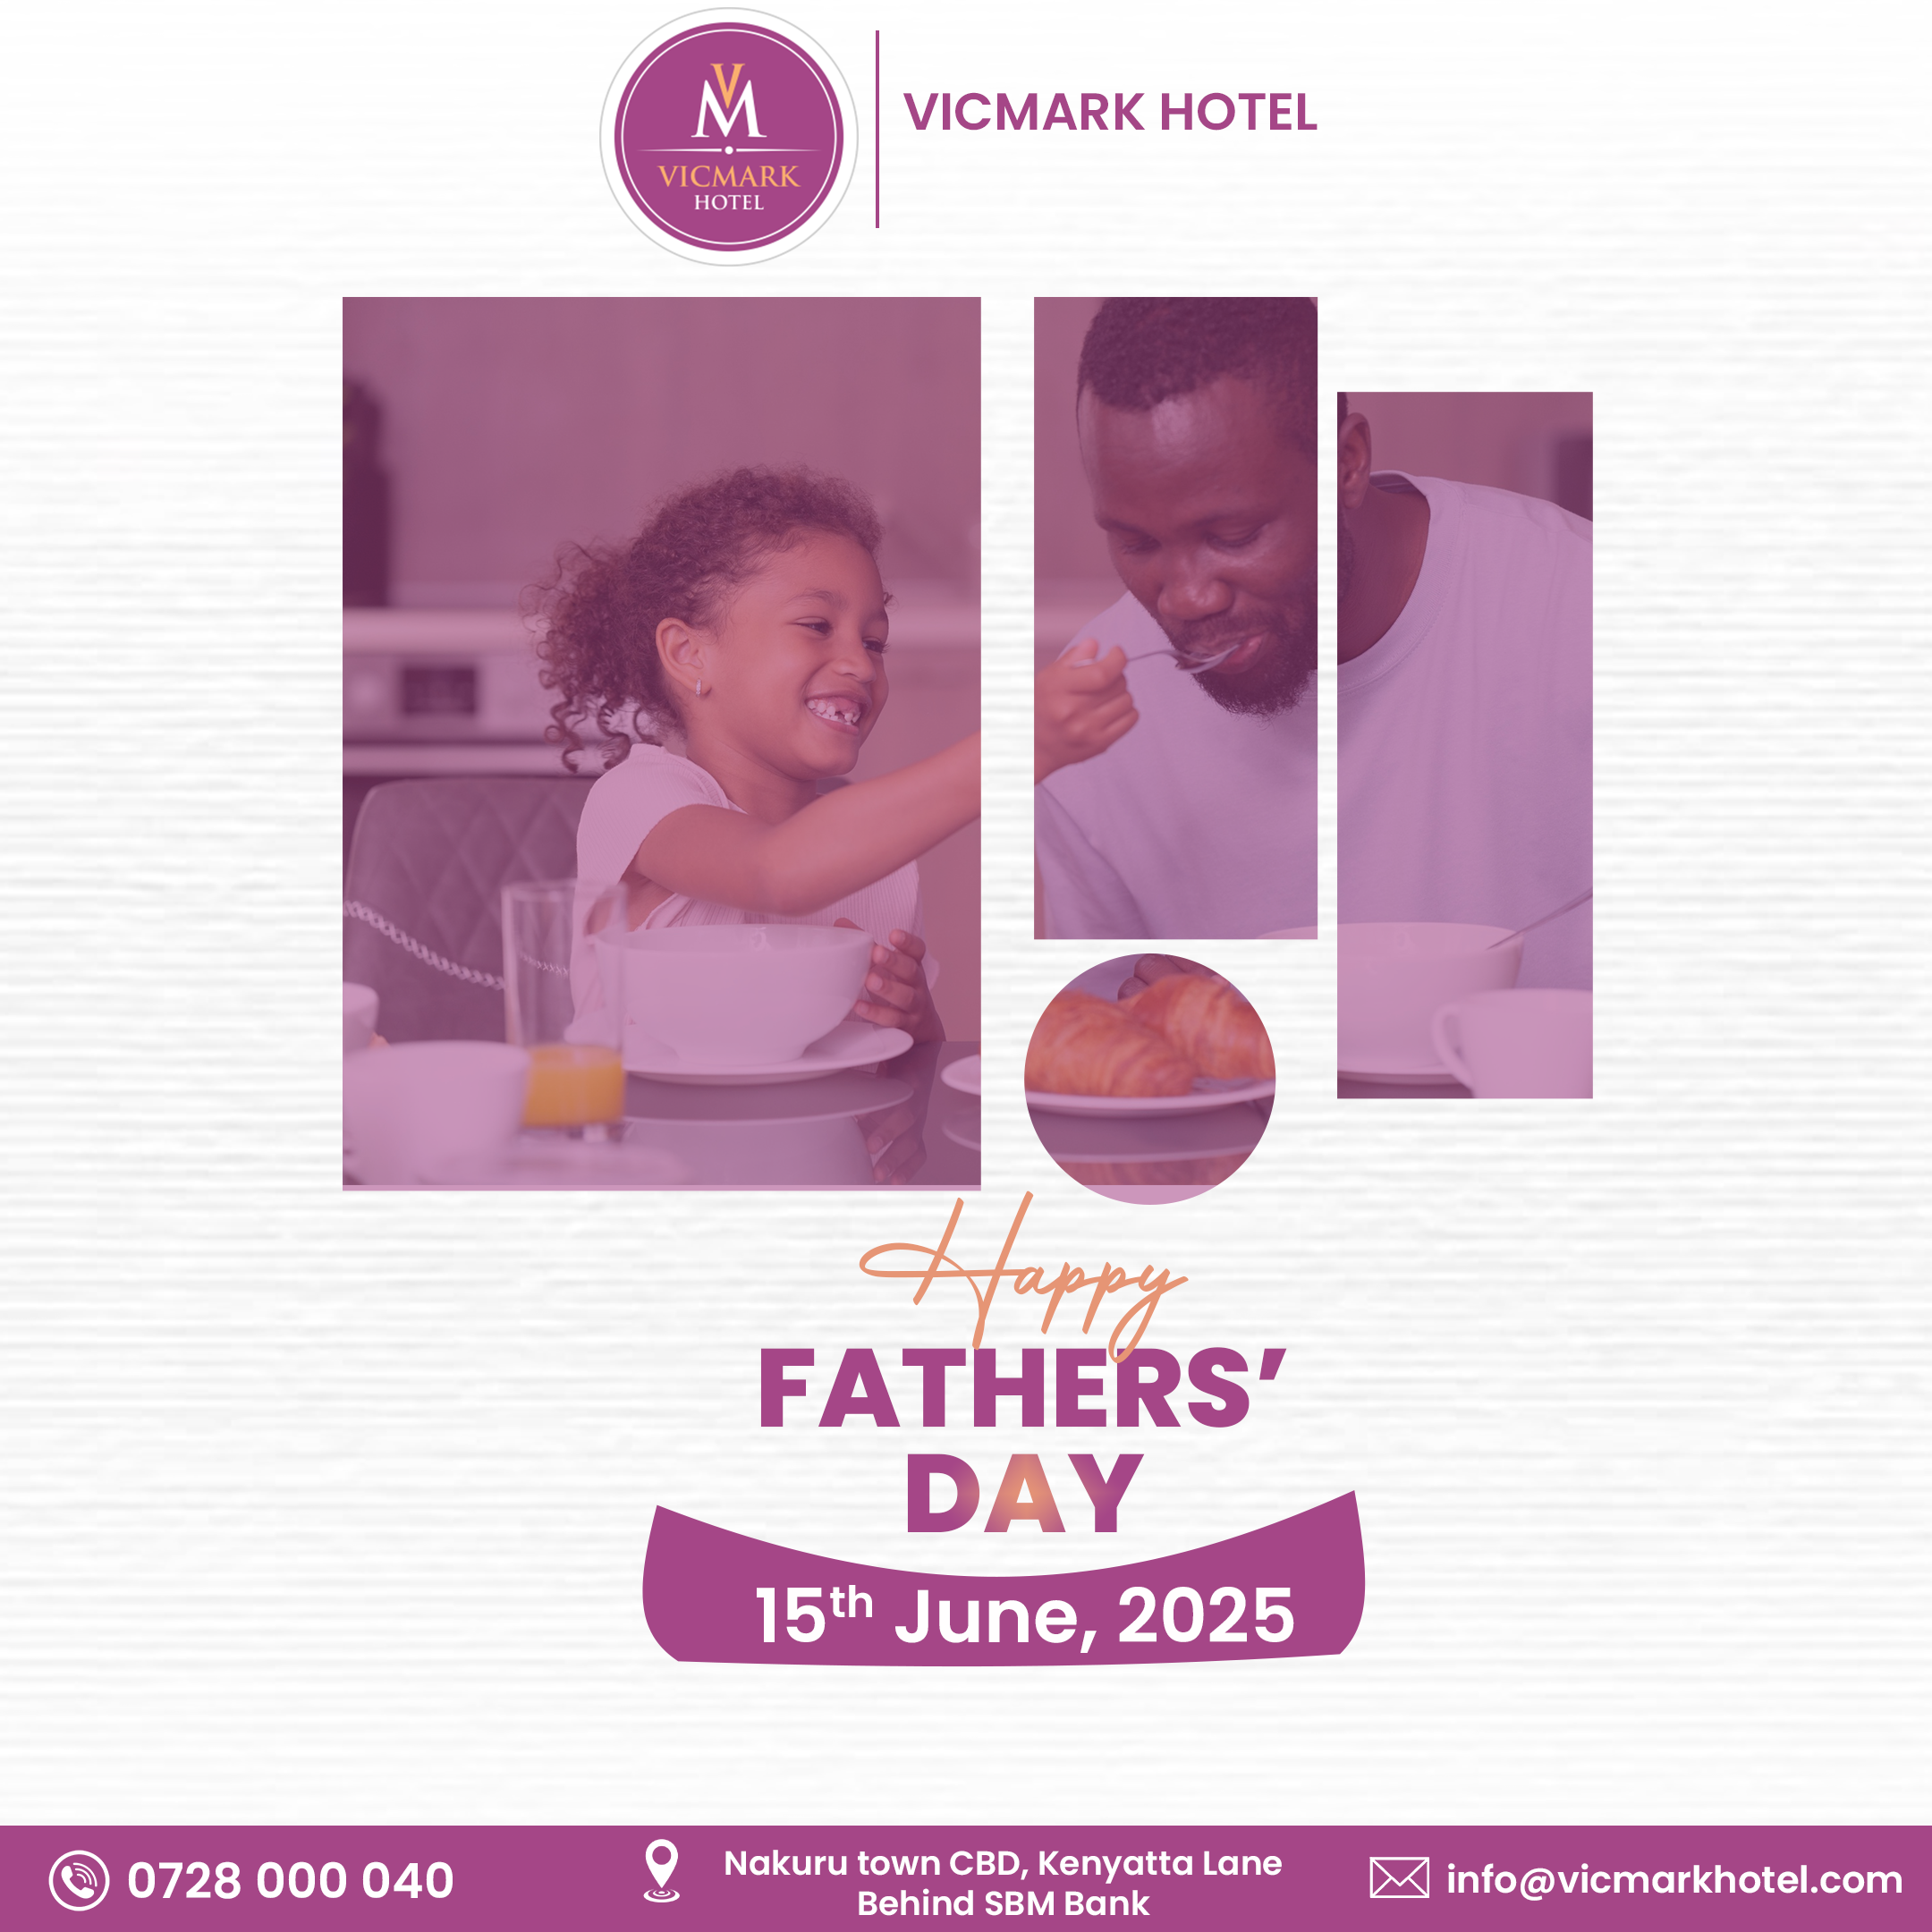 VM
VICMARK
HOTEL
VICMARK HOTEL
Happy
FATHERS’
DAY
15th June, 2025
0728 000 040
Nakuru town CBD, Kenyatta Lane
Behind SBM Bank
info@vicmarkhotel.com